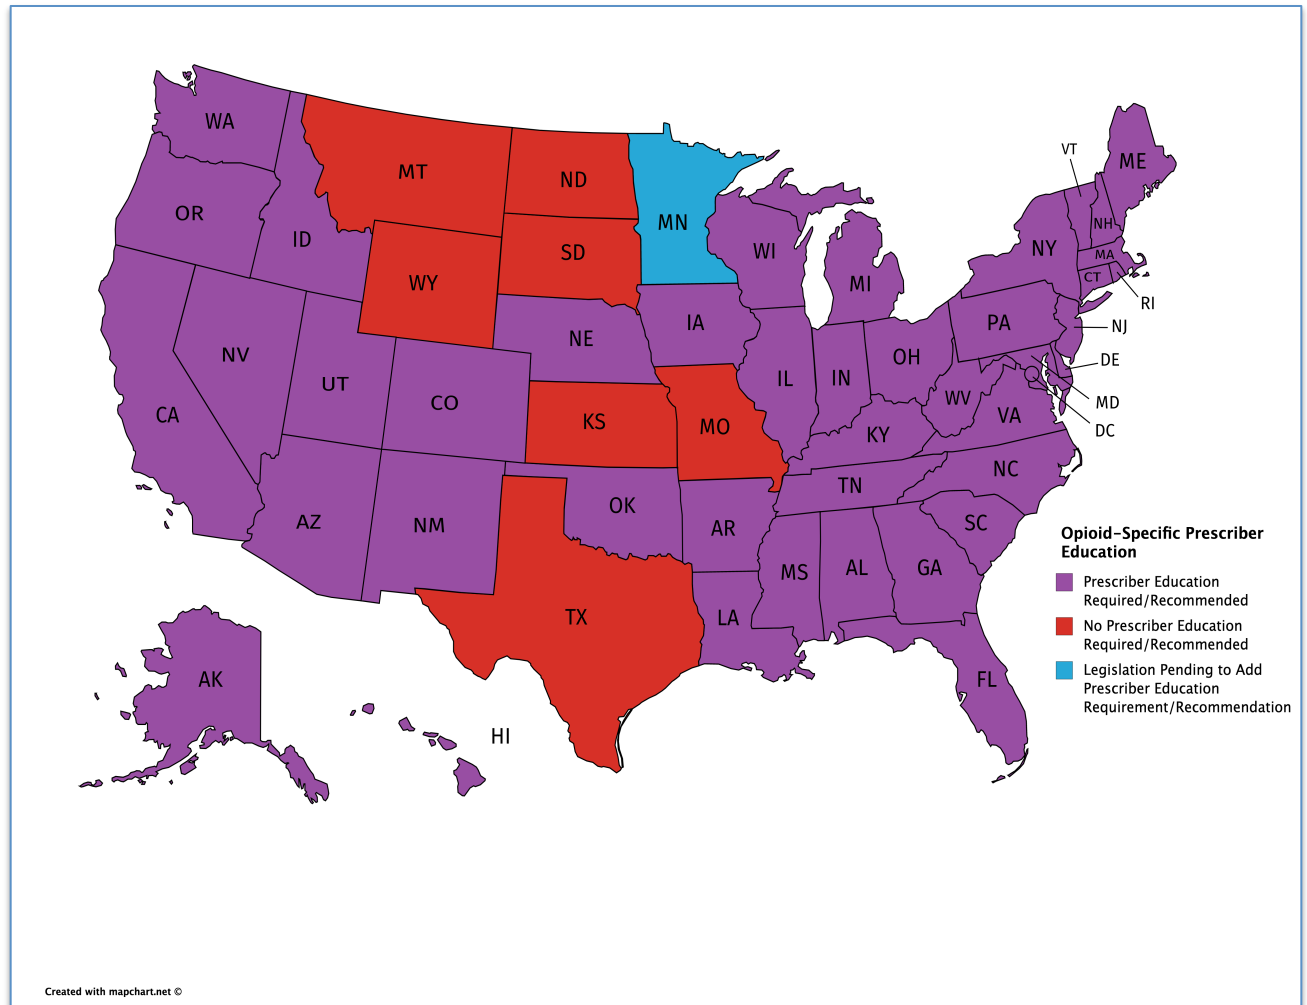 WA
MT
ND
VT
ME
OR
ID
MN
NH
SD
WI
NY
MA
WY
MI
CT
RI
NE
IA
PA
NJ
NV
OH
DE
UT
IL
IN
CO
WV
MD
CA
KS
MO
KY
VA
DC
TN
NC
AZ
NM
OK
AR
SC
MS
AL
GA
TX
LA
AK
FL
HI
Opioid-Specific Prescriber
Education
Prescriber Education
Required/Recommended
No Prescriber Education
Required/Recommended
Legislation Pending to Add
Prescriber Education
Requirement/Recommendation
Created with mapchart.net ©